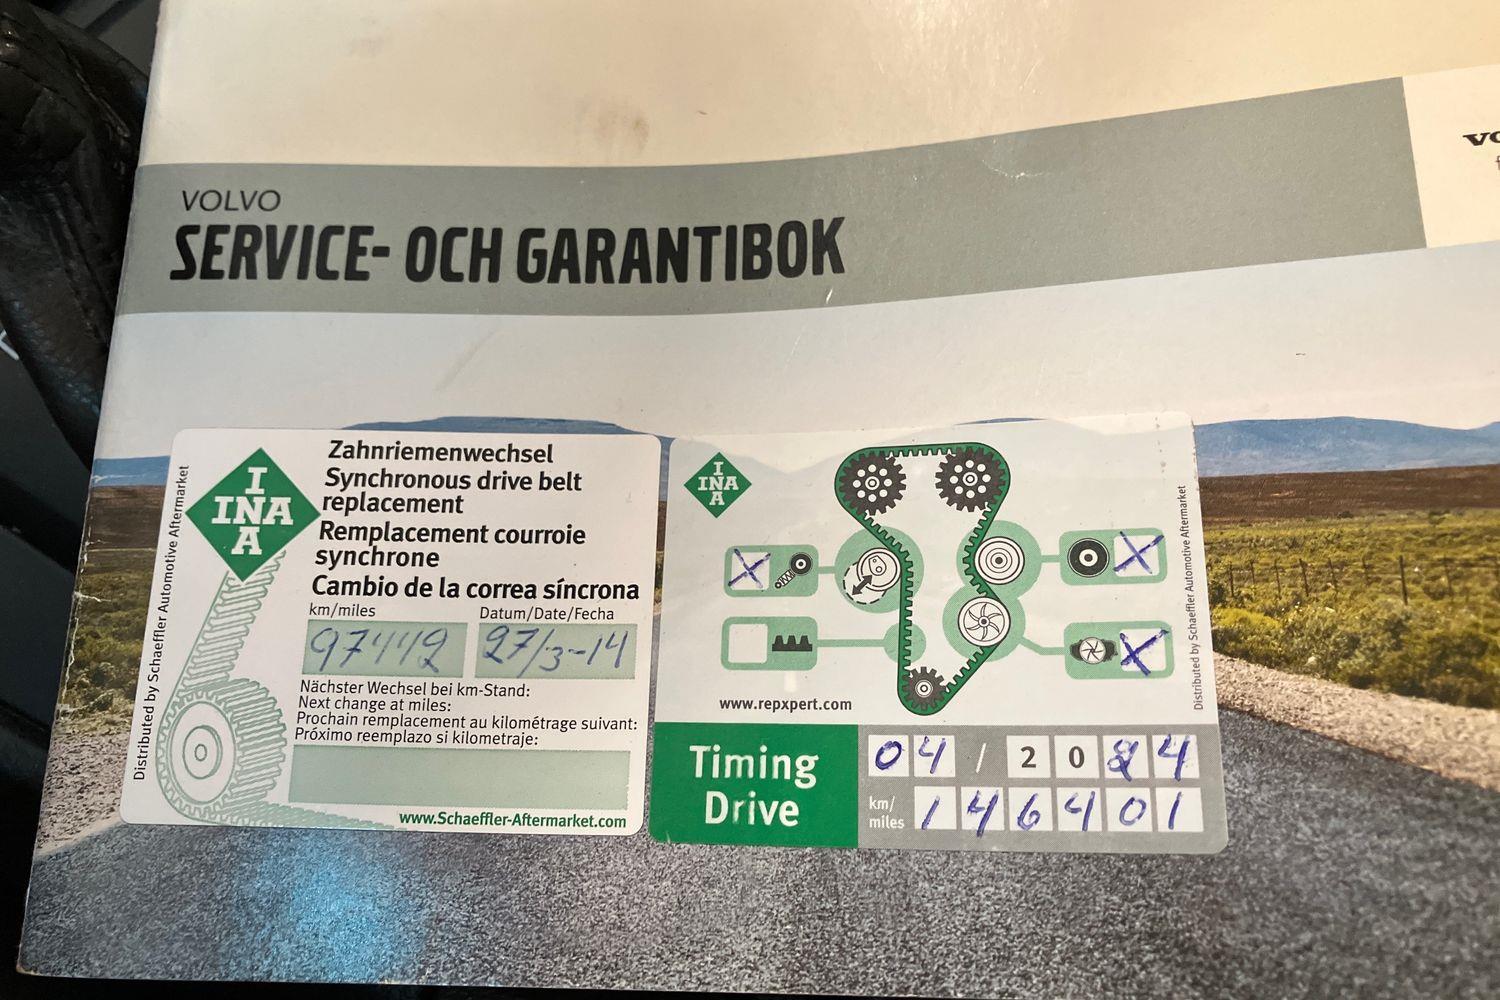 VOLVO
SERVICE- OCH GARANTIBOK
Distributed by Schaeffler Automotive Aftermarket
I
INA
A
Zahnriemenwechsel
Synchronous drive belt
replacement
Remplacement courroie
synchrone
Cambio de la correa síncrona
km/miles
Datum/Date/Fecha
97449
27/3-14
Nächster Wechsel bei km-Stand:
Next change at miles:
Prochain remplacement au kilométrage suivant:
Próximo reemplazo si kilometraje:
www.Schaeffler-Aftermarket.com
I
INA
A
X
X
X
www.repxpert.com
Distributed by Schaeffler Automotive Aftermarket
Timing
Drive
04 / 2024
km/
miles
146401